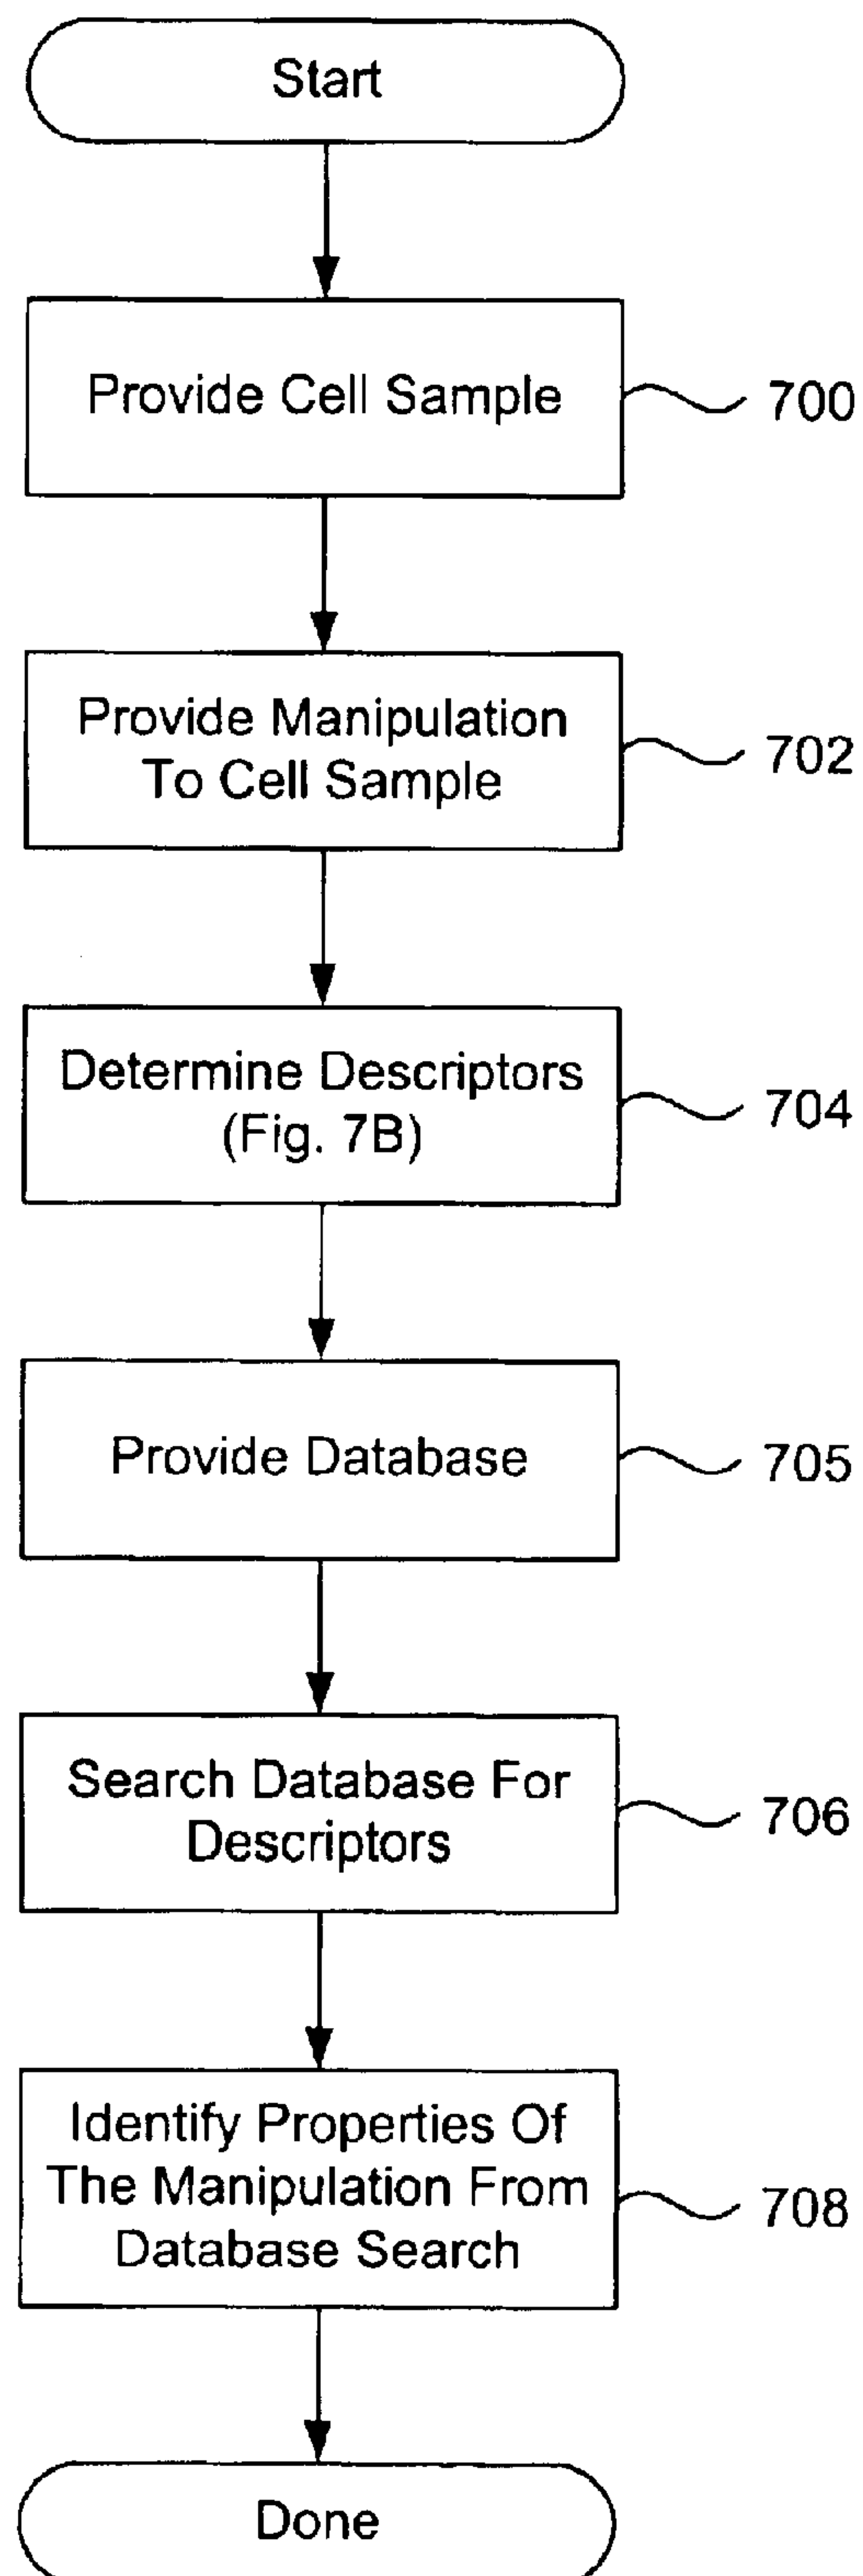 Start
Provide Cell Sample
700
Provide Manipulation
To Cell Sample
702
Determine Descriptors
(Fig. 7B)
704
Provide Database
705
Search Database For
Descriptors
706
Identify Properties Of
The Manipulation From
Database Search
708
Done